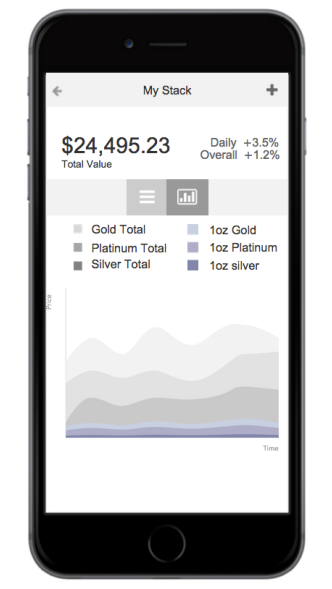 My Stack
$24,495.23
Total Value
Daily +3.5%
Overall +1.2%
Gold Total
Platinum Total
Silver Total
1oz Gold
1oz Platinum
1oz silver
Price
Time